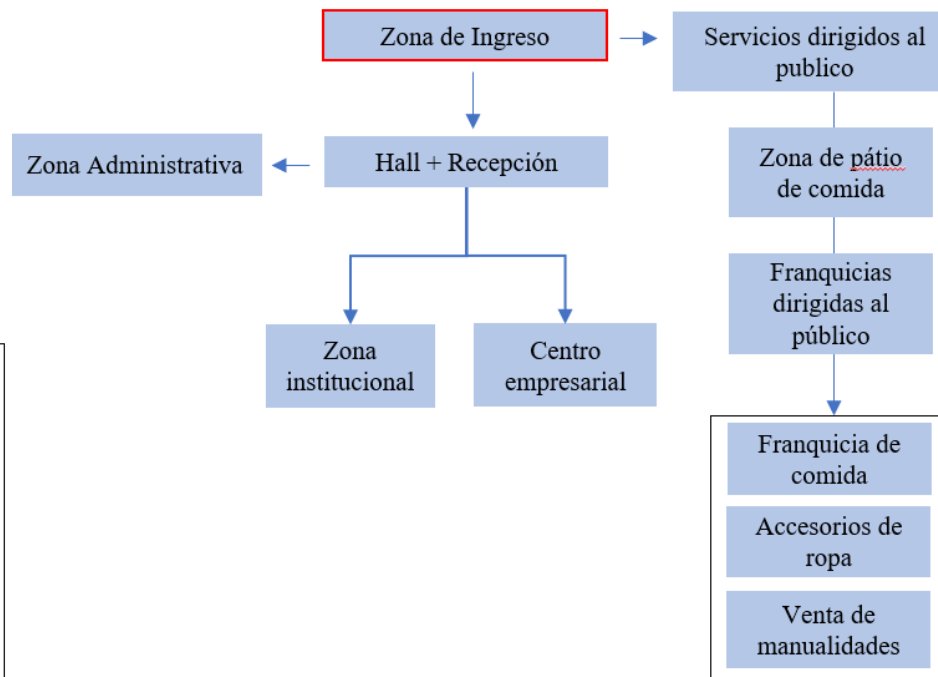 Zona de Ingreso
Servicios dirigidos al
publico
Zona Administrativa
Hall + Recepción
Zona de pátio
de comida
Franquicias
dirigidas al
público
Zona
institucional
Centro
empresarial
Franquicia de
comida
Accesorios de
ropa
Venta de
manualidades